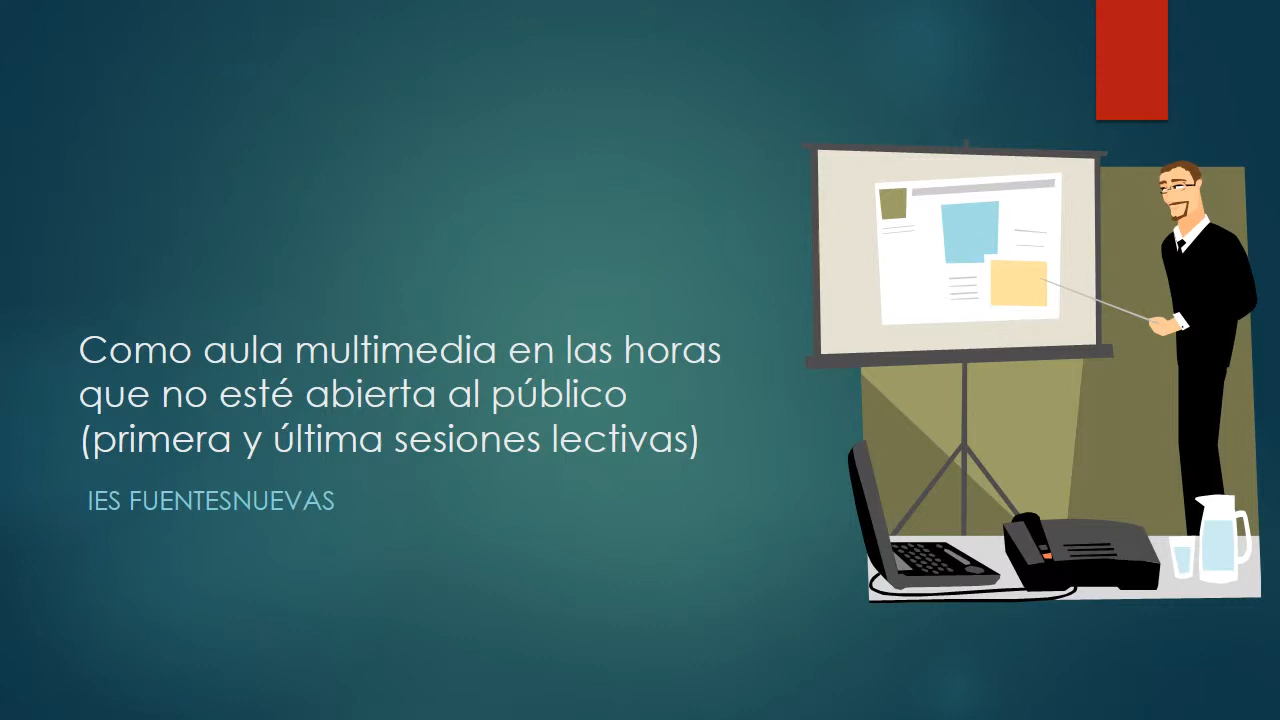 Como aula multimedia en las horas
que no esté abierta al público
(primera y última sesiones lectivas)
IES FUENTESNUEVAS